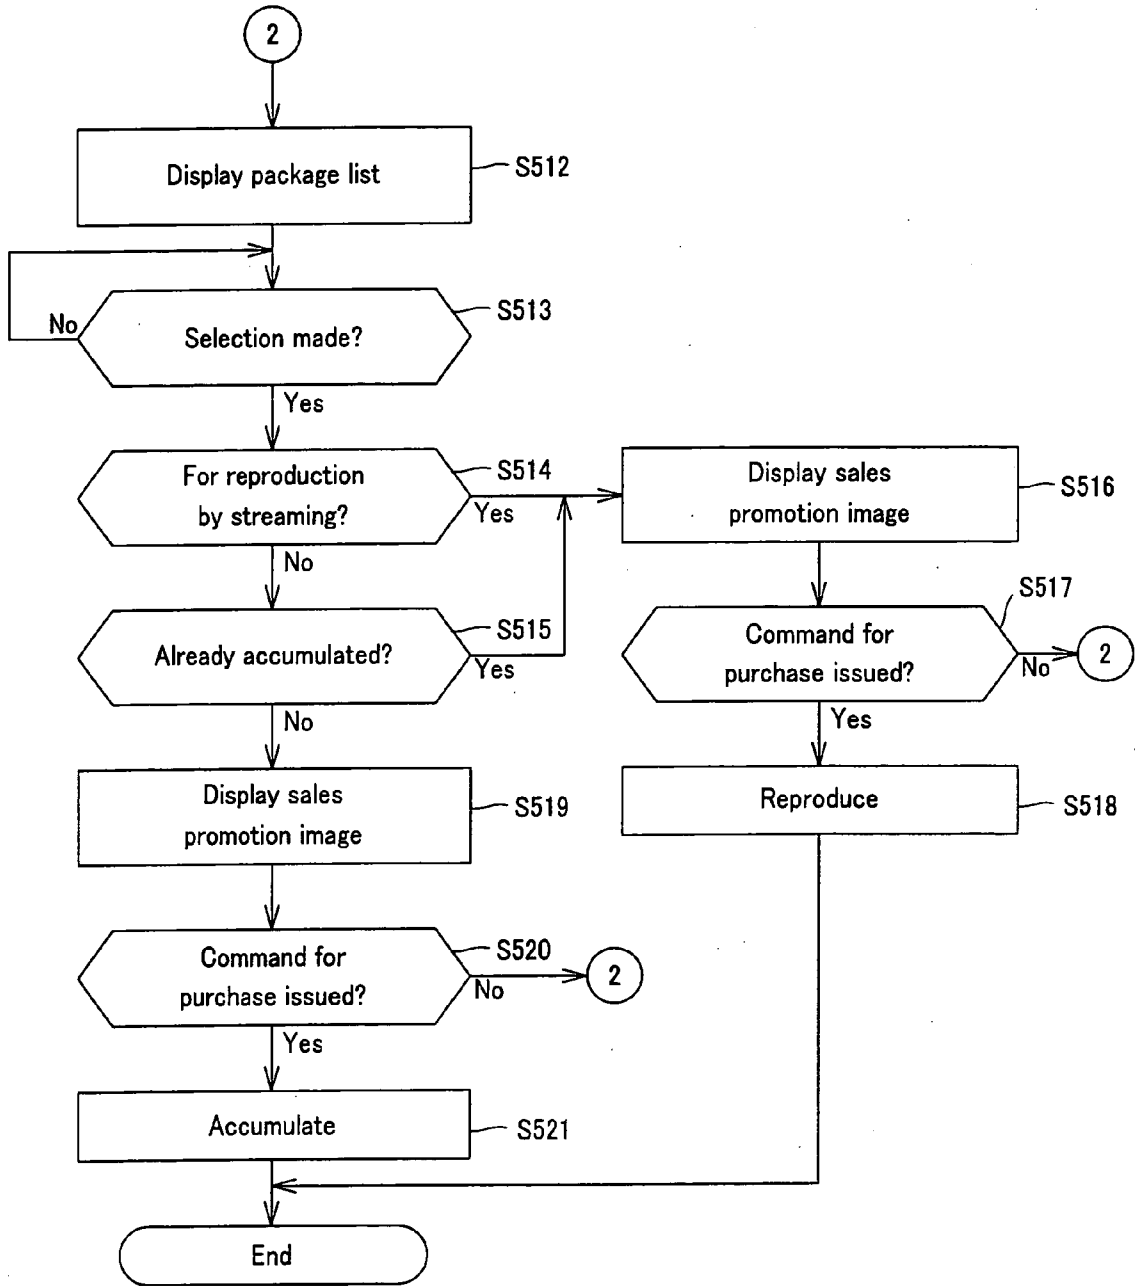 2
Display package list
S512
S513
No
Selection made?
Yes
For reproduction
by streaming?
S514
Yes
No
Display sales
promotion image
S516
Already accumulated?
S515
Yes
No
Command for
purchase issued?
S517
No
2
Yes
Display sales
promotion image
S519
Reproduce
S518
Command for
purchase issued?
S520
No
2
Yes
Accumulate
S521
End